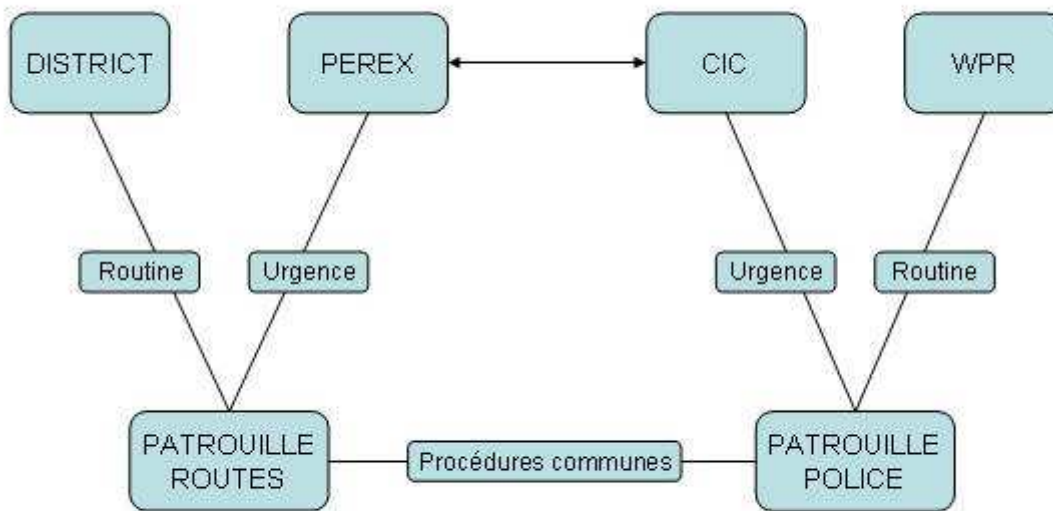 DISTRICT
PEREX
CIC
WPR
Routine
Urgence
Urgence
Routine
PATROUILLE
ROUTES
Procédures communes
PATROUILLE
POLICE